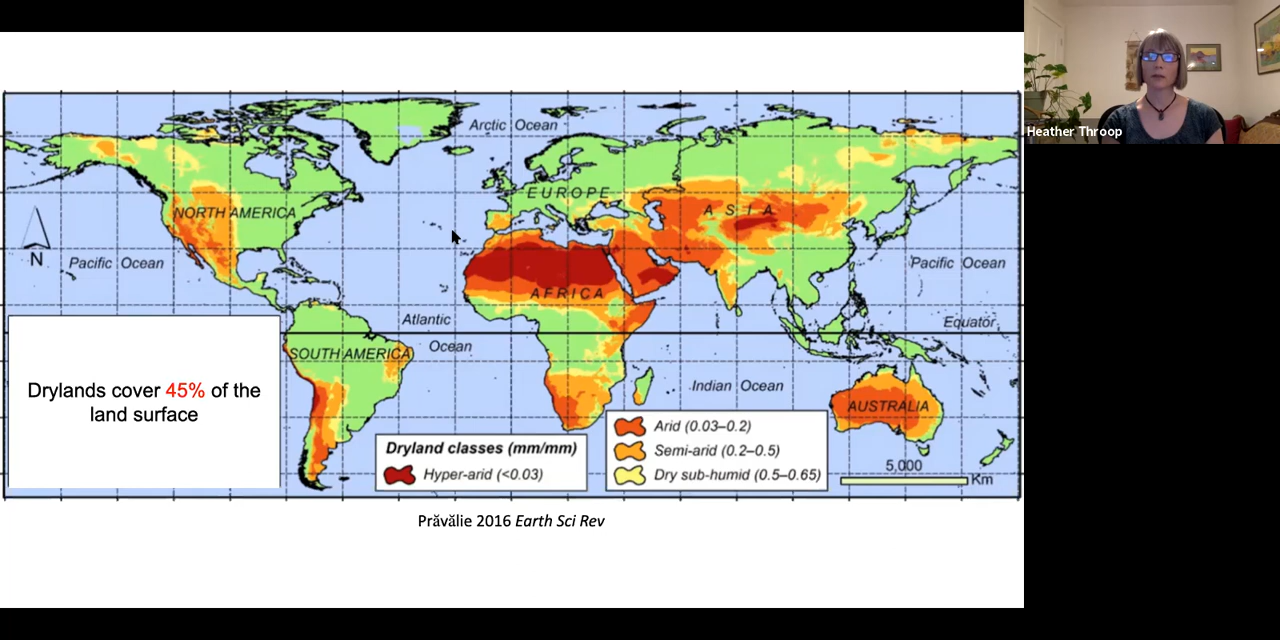 Heather Throop
Arctic Ocean
EUROPE
ASIA
NORTH AMERICA
N
Pacific Ocean
Pacific Ocean
AFRICA
Atlantic
Ocean
Equator
SOUTH AMERICA
Indian Ocean
AUSTRALIA
Drylands cover 45% of the
land surface
Dryland classes (mm/mm)
Hyper-arid (<0.03)
Arid (0.03–0.2)
Semi-arid (0.2–0.5)
Dry sub-humid (0.5–0.65)
5,000
Km
Prăvălie 2016 Earth Sci Rev